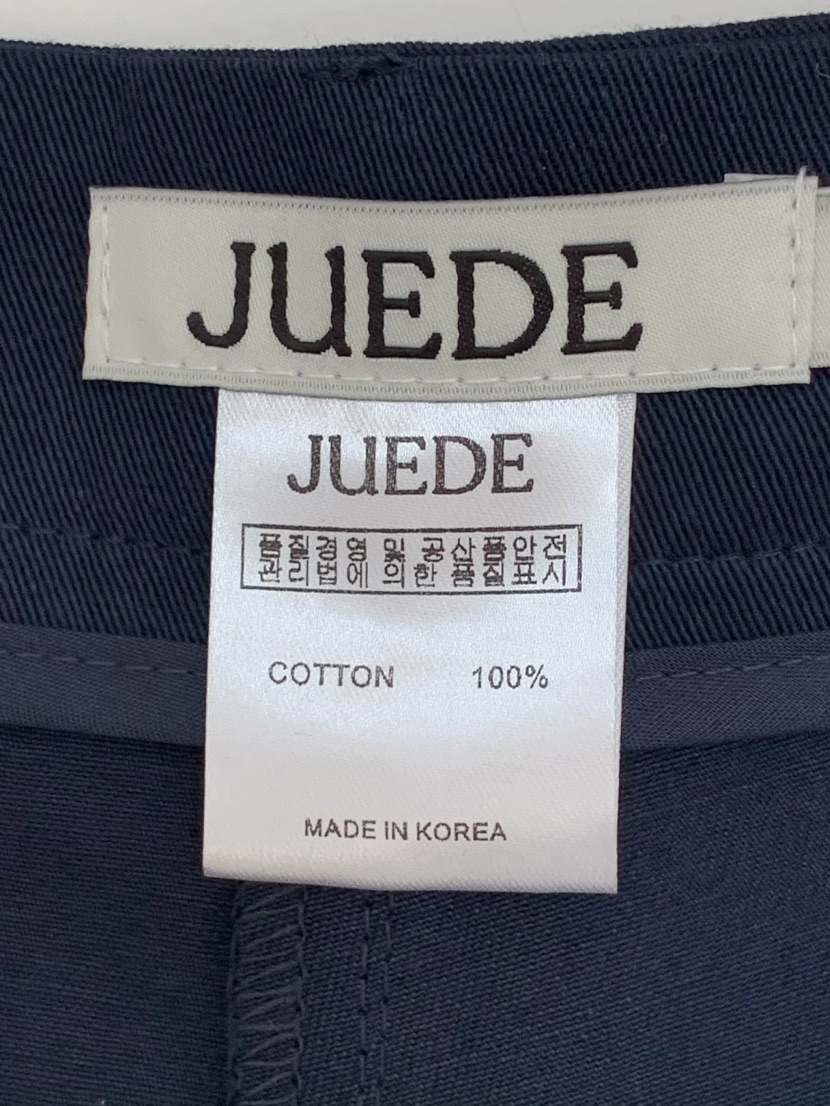 JUEDE
JUEDE
품질경영 및 공산품안전
관리법에 의한 품질표시
COTTON 100%
MADE IN KOREA